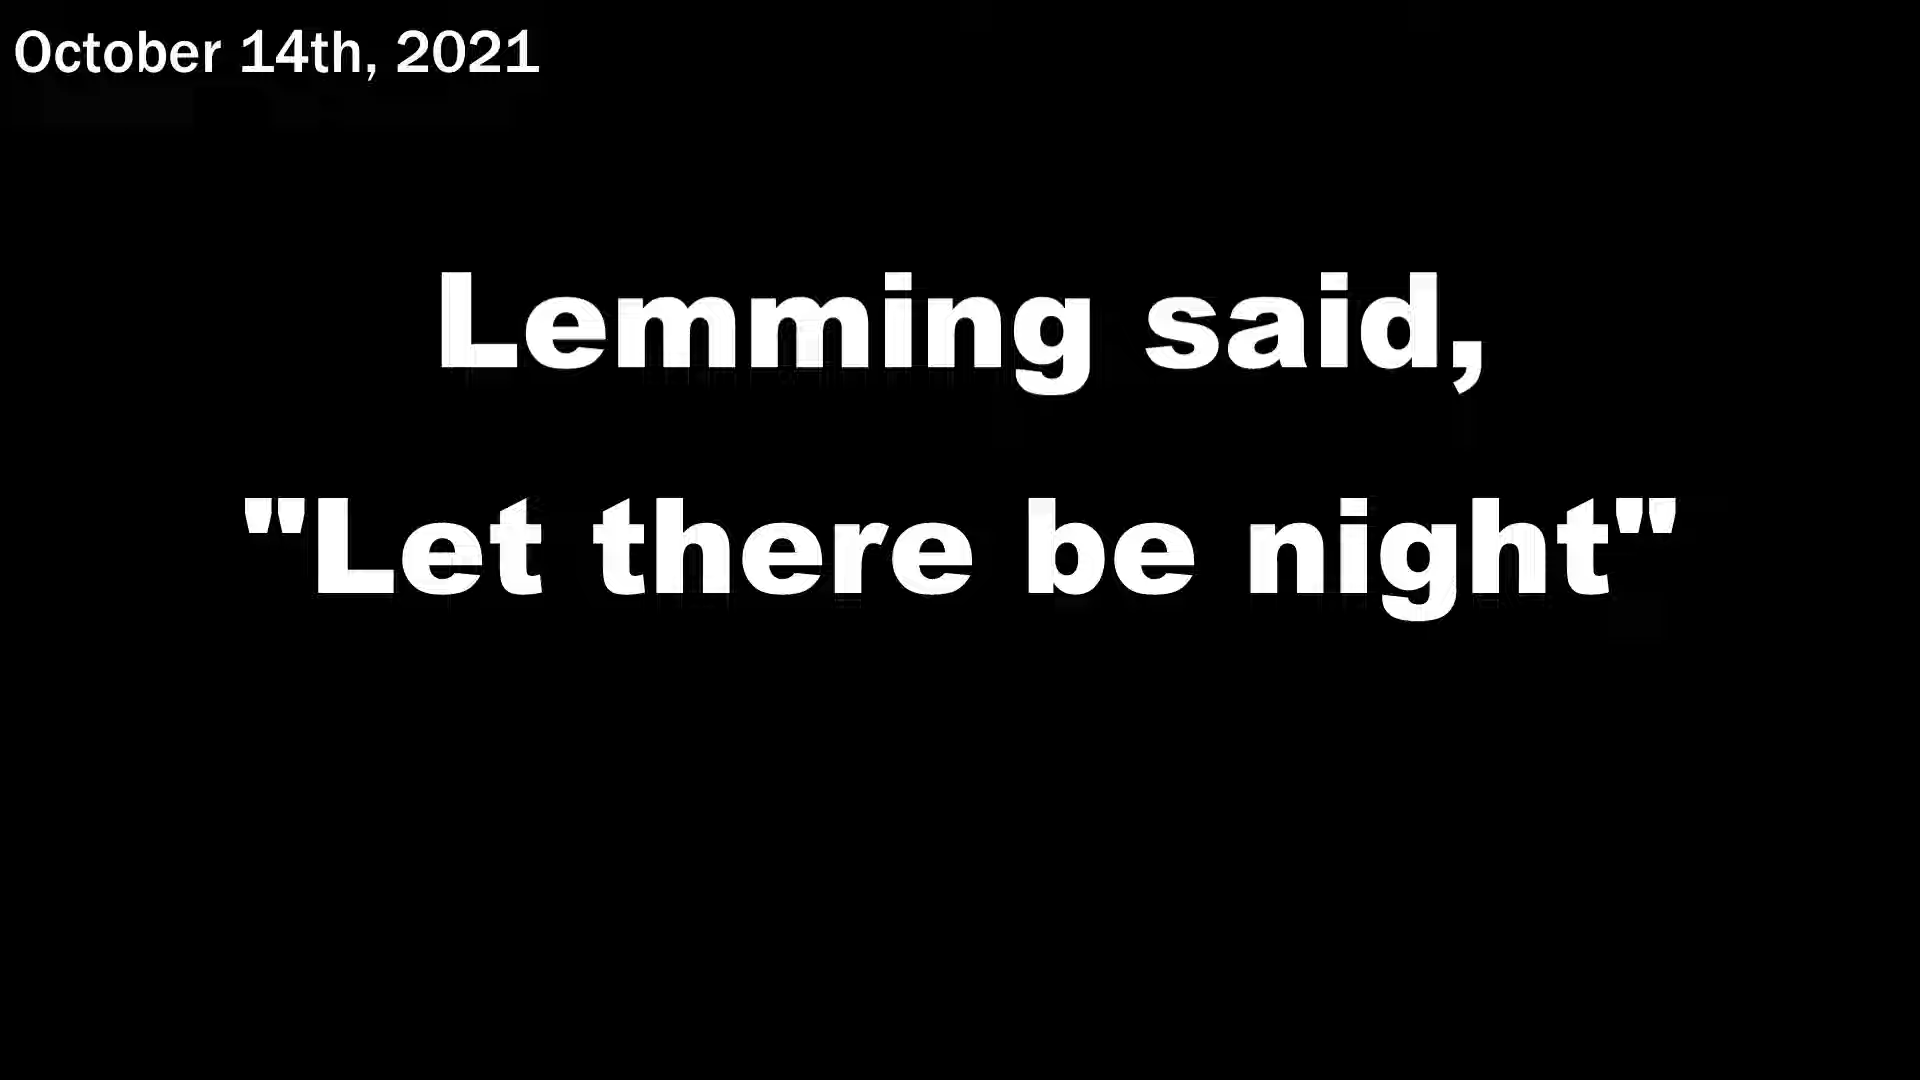 October 14th, 2021
Lemming said,
"Let there be night"